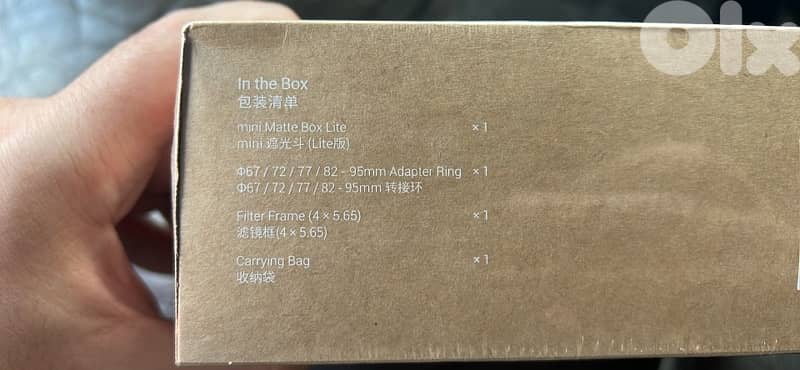 olx
In the Box
包装清单
mini Matte Box Lite × 1
mini 遮光斗 (Lite版)
Φ67 / 72 / 77 / 82 - 95mm Adapter Ring × 1
Φ67 / 72 / 77 / 82 - 95mm 转接环
Filter Frame (4 × 5.65) × 1
滤镜框(4 × 5.65)
Carrying Bag × 1
收纳袋